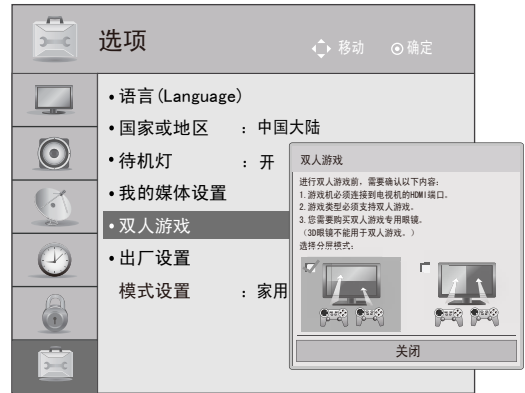 选项
移动 确定
• 语言(Language)
• 国家或地区 ：中国大陆
• 待机灯 ：开
• 我的媒体设置
• 双人游戏
• 出厂设置
模式设置 ：家用
双人游戏
进行双人游戏前，需要确认以下内容：
1.游戏机必须连接到电视机的HDMI端口。
2.游戏类型必须支持双人游戏。
3.您需要购买双人游戏专用眼镜。
（3D眼镜不能用于双人游戏。）
选择分屏模式：
关闭